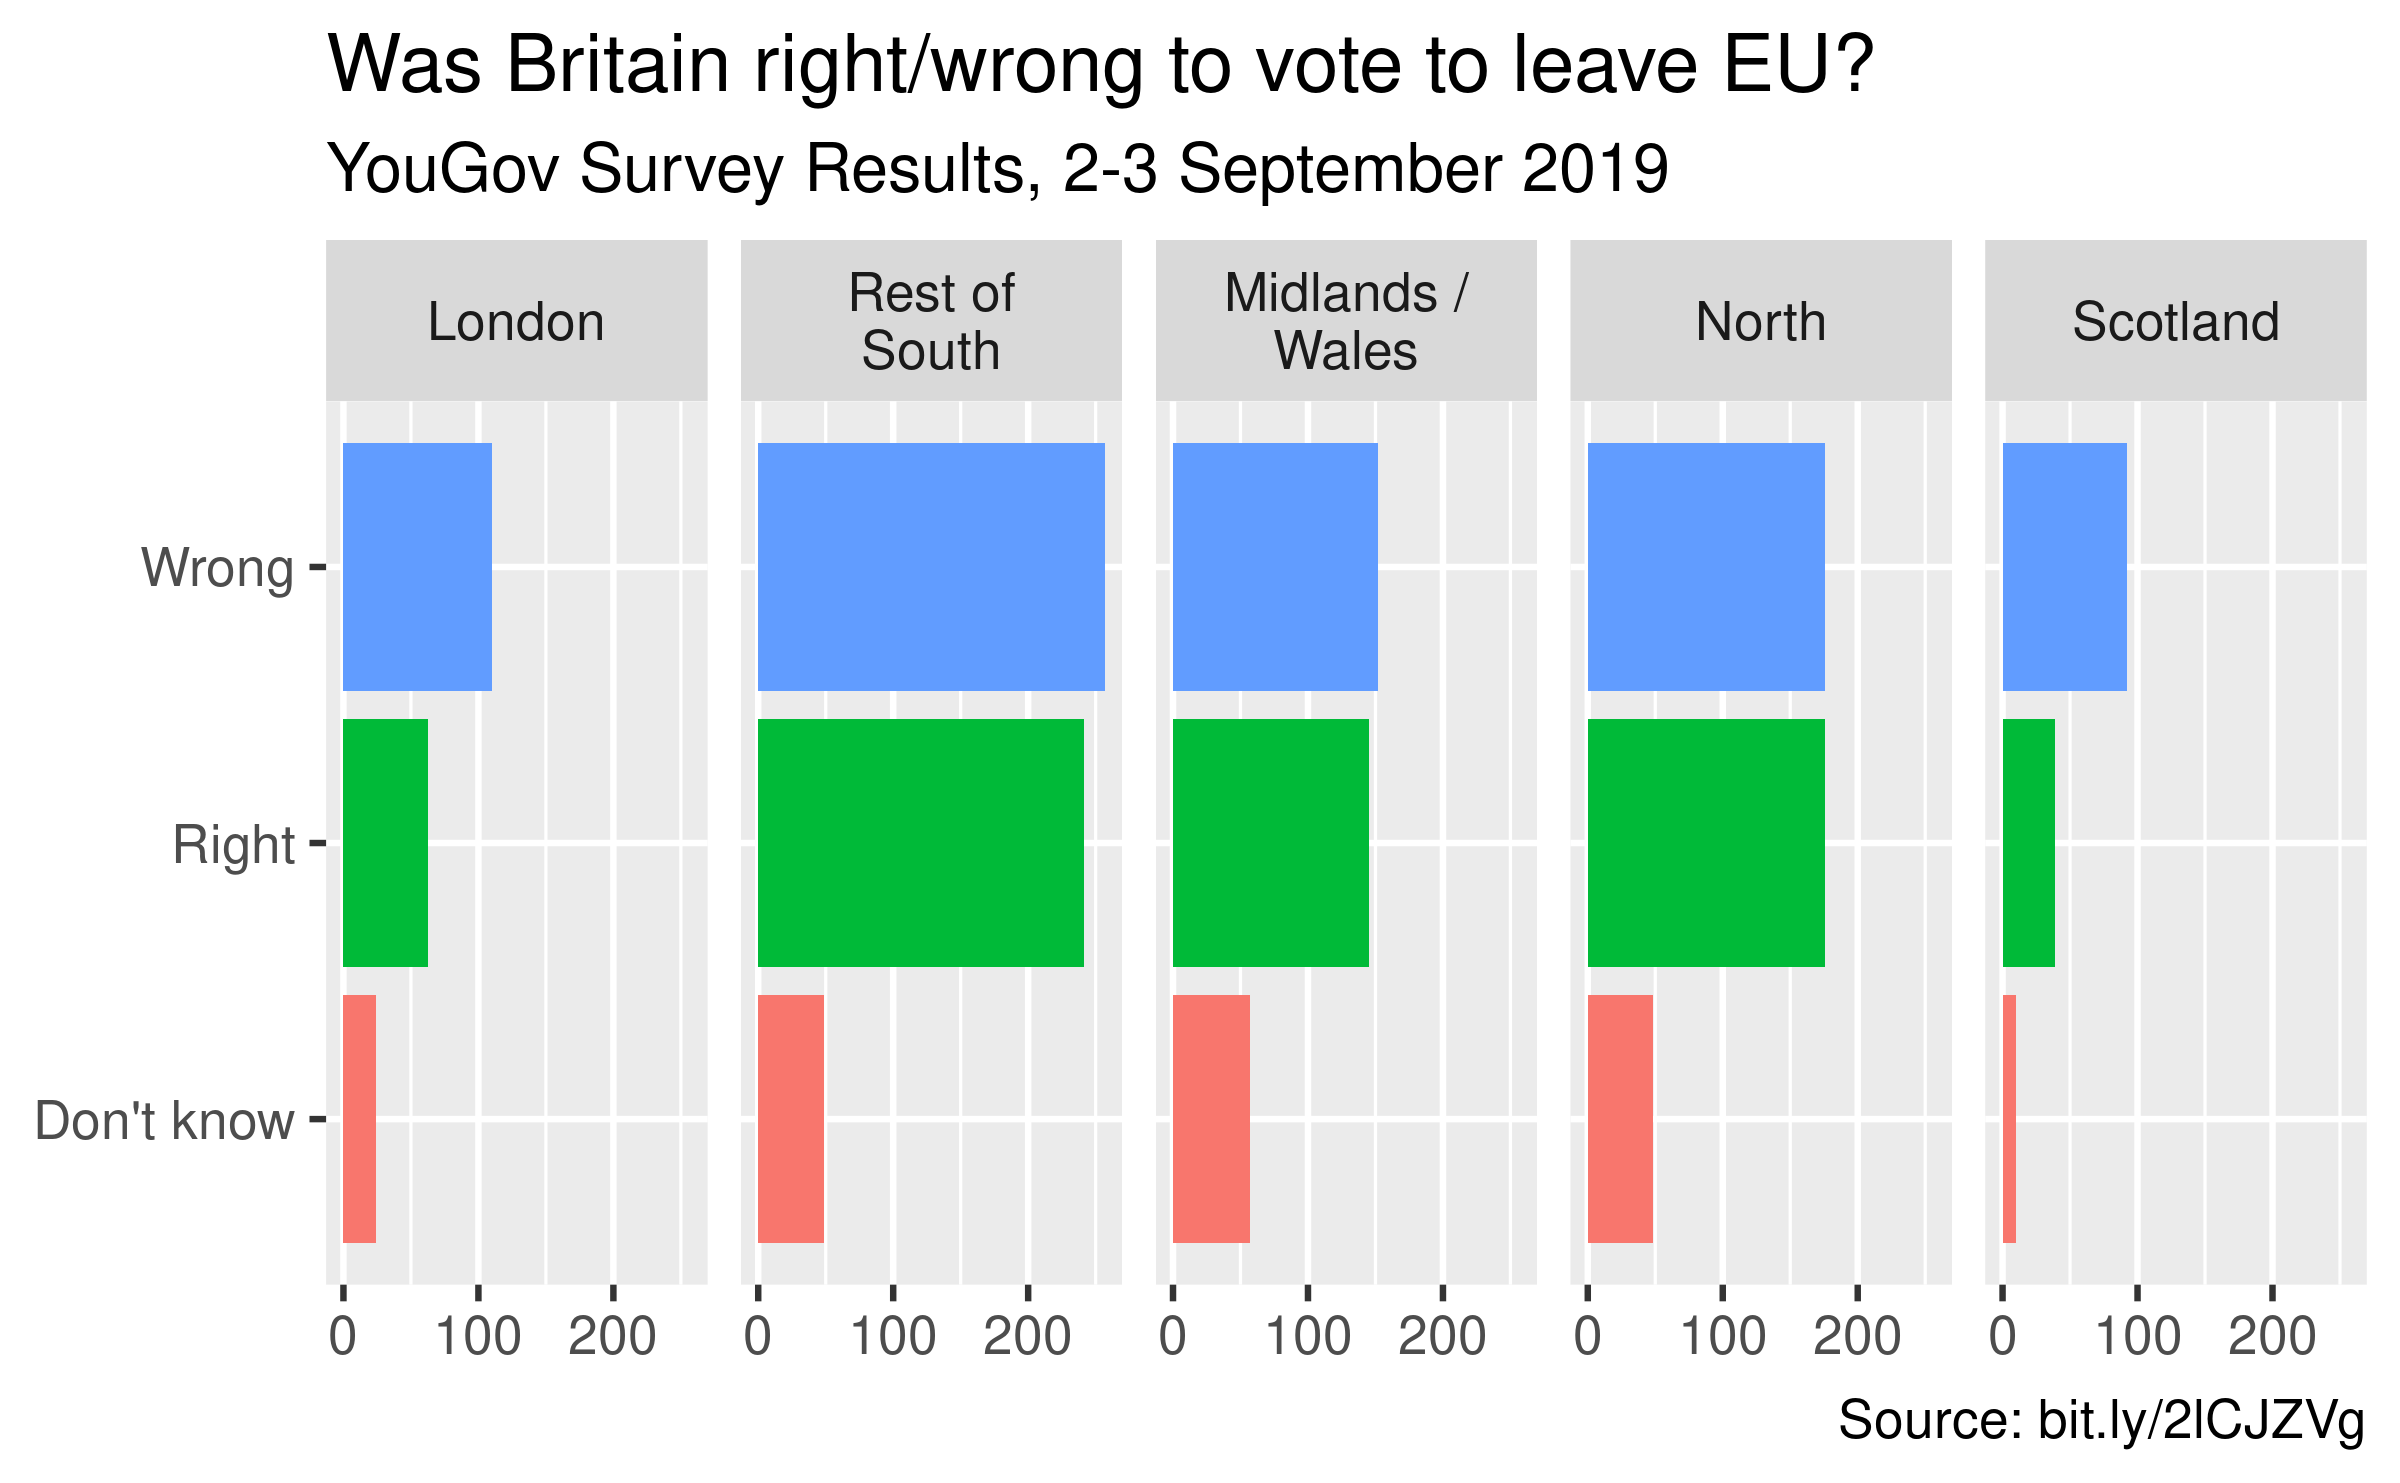 Was Britain right/wrong to vote to leave EU?
YouGov Survey Results, 2-3 September 2019
London
Rest of
South
Midlands /
Wales
North
Scotland
Wrong
Right
Don't know
0 100 200
0 100 200
0 100 200
0 100 200
0 100 200
Source: bit.ly/2lCJZVg